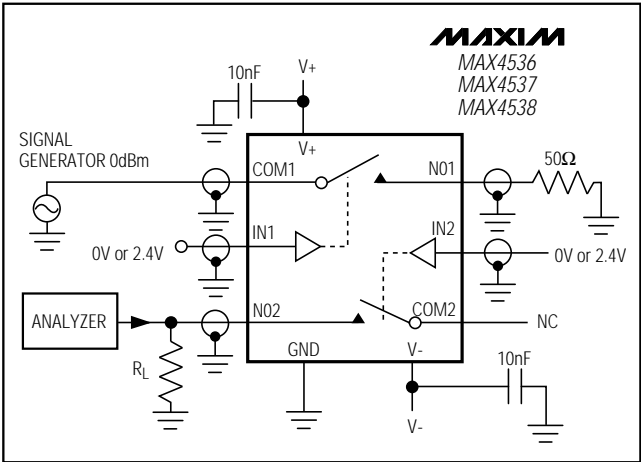 MAXIM
MAX4536
MAX4537
MAX4538
10nF
V+
V+
SIGNAL
GENERATOR 0dBm
COM1
N01
50Ω
IN1
IN2
0V or 2.4V
0V or 2.4V
ANALYZER
N02
COM2
NC
RL
GND
V-
10nF
V-